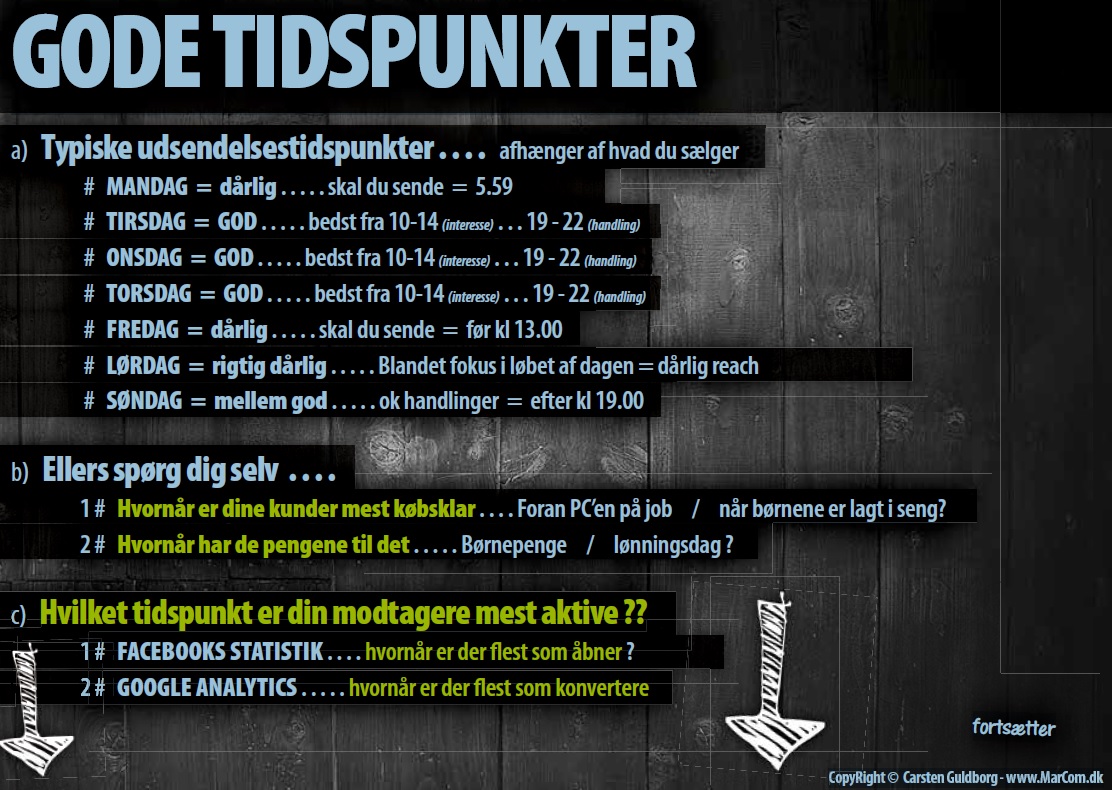 GODE TIDSPUNKTER
a) Typiske udsendelsestidspunkter . . . . afhænger af hvad du sælger
# MANDAG = dårlig . . . . . skal du sende = 5.59
# TIRSDAG = GOD . . . . . bedst fra 10-14 (interesse) . . . 19 - 22 (handling)
# ONSDAG = GOD . . . . . bedst fra 10-14 (interesse) . . . 19 - 22 (handling)
# TORSDAG = GOD . . . . . bedst fra 10-14 (interesse) . . . 19 - 22 (handling)
# FREDAG = dårlig . . . . . skal du sende = før kl 13.00
# LØRDAG = rigtig dårlig . . . . . Blandet fokus i løbet af dagen = dårlig reach
# SØNDAG = mellem god . . . . . ok handlinger = efter kl 19.00
b) Ellers spørg dig selv . . . .
1 # Hvornår er dine kunder mest købsklar . . . . Foran PC'en på job / når børnene er lagt i seng?
2 # Hvornår har de pengene til det . . . . . Børnepenge / lønningsdag ?
c) Hvilket tidspunkt er din modtagere mest aktive ??
1 # FACEBOOKS STATISTIK . . . . hvornår er der flest som åbner ?
2 # GOOGLE ANALYTICS . . . . . hvornår er der flest som konvertere
fortsætter
CopyRight © Carsten Guldborg - www.MarCom.dk